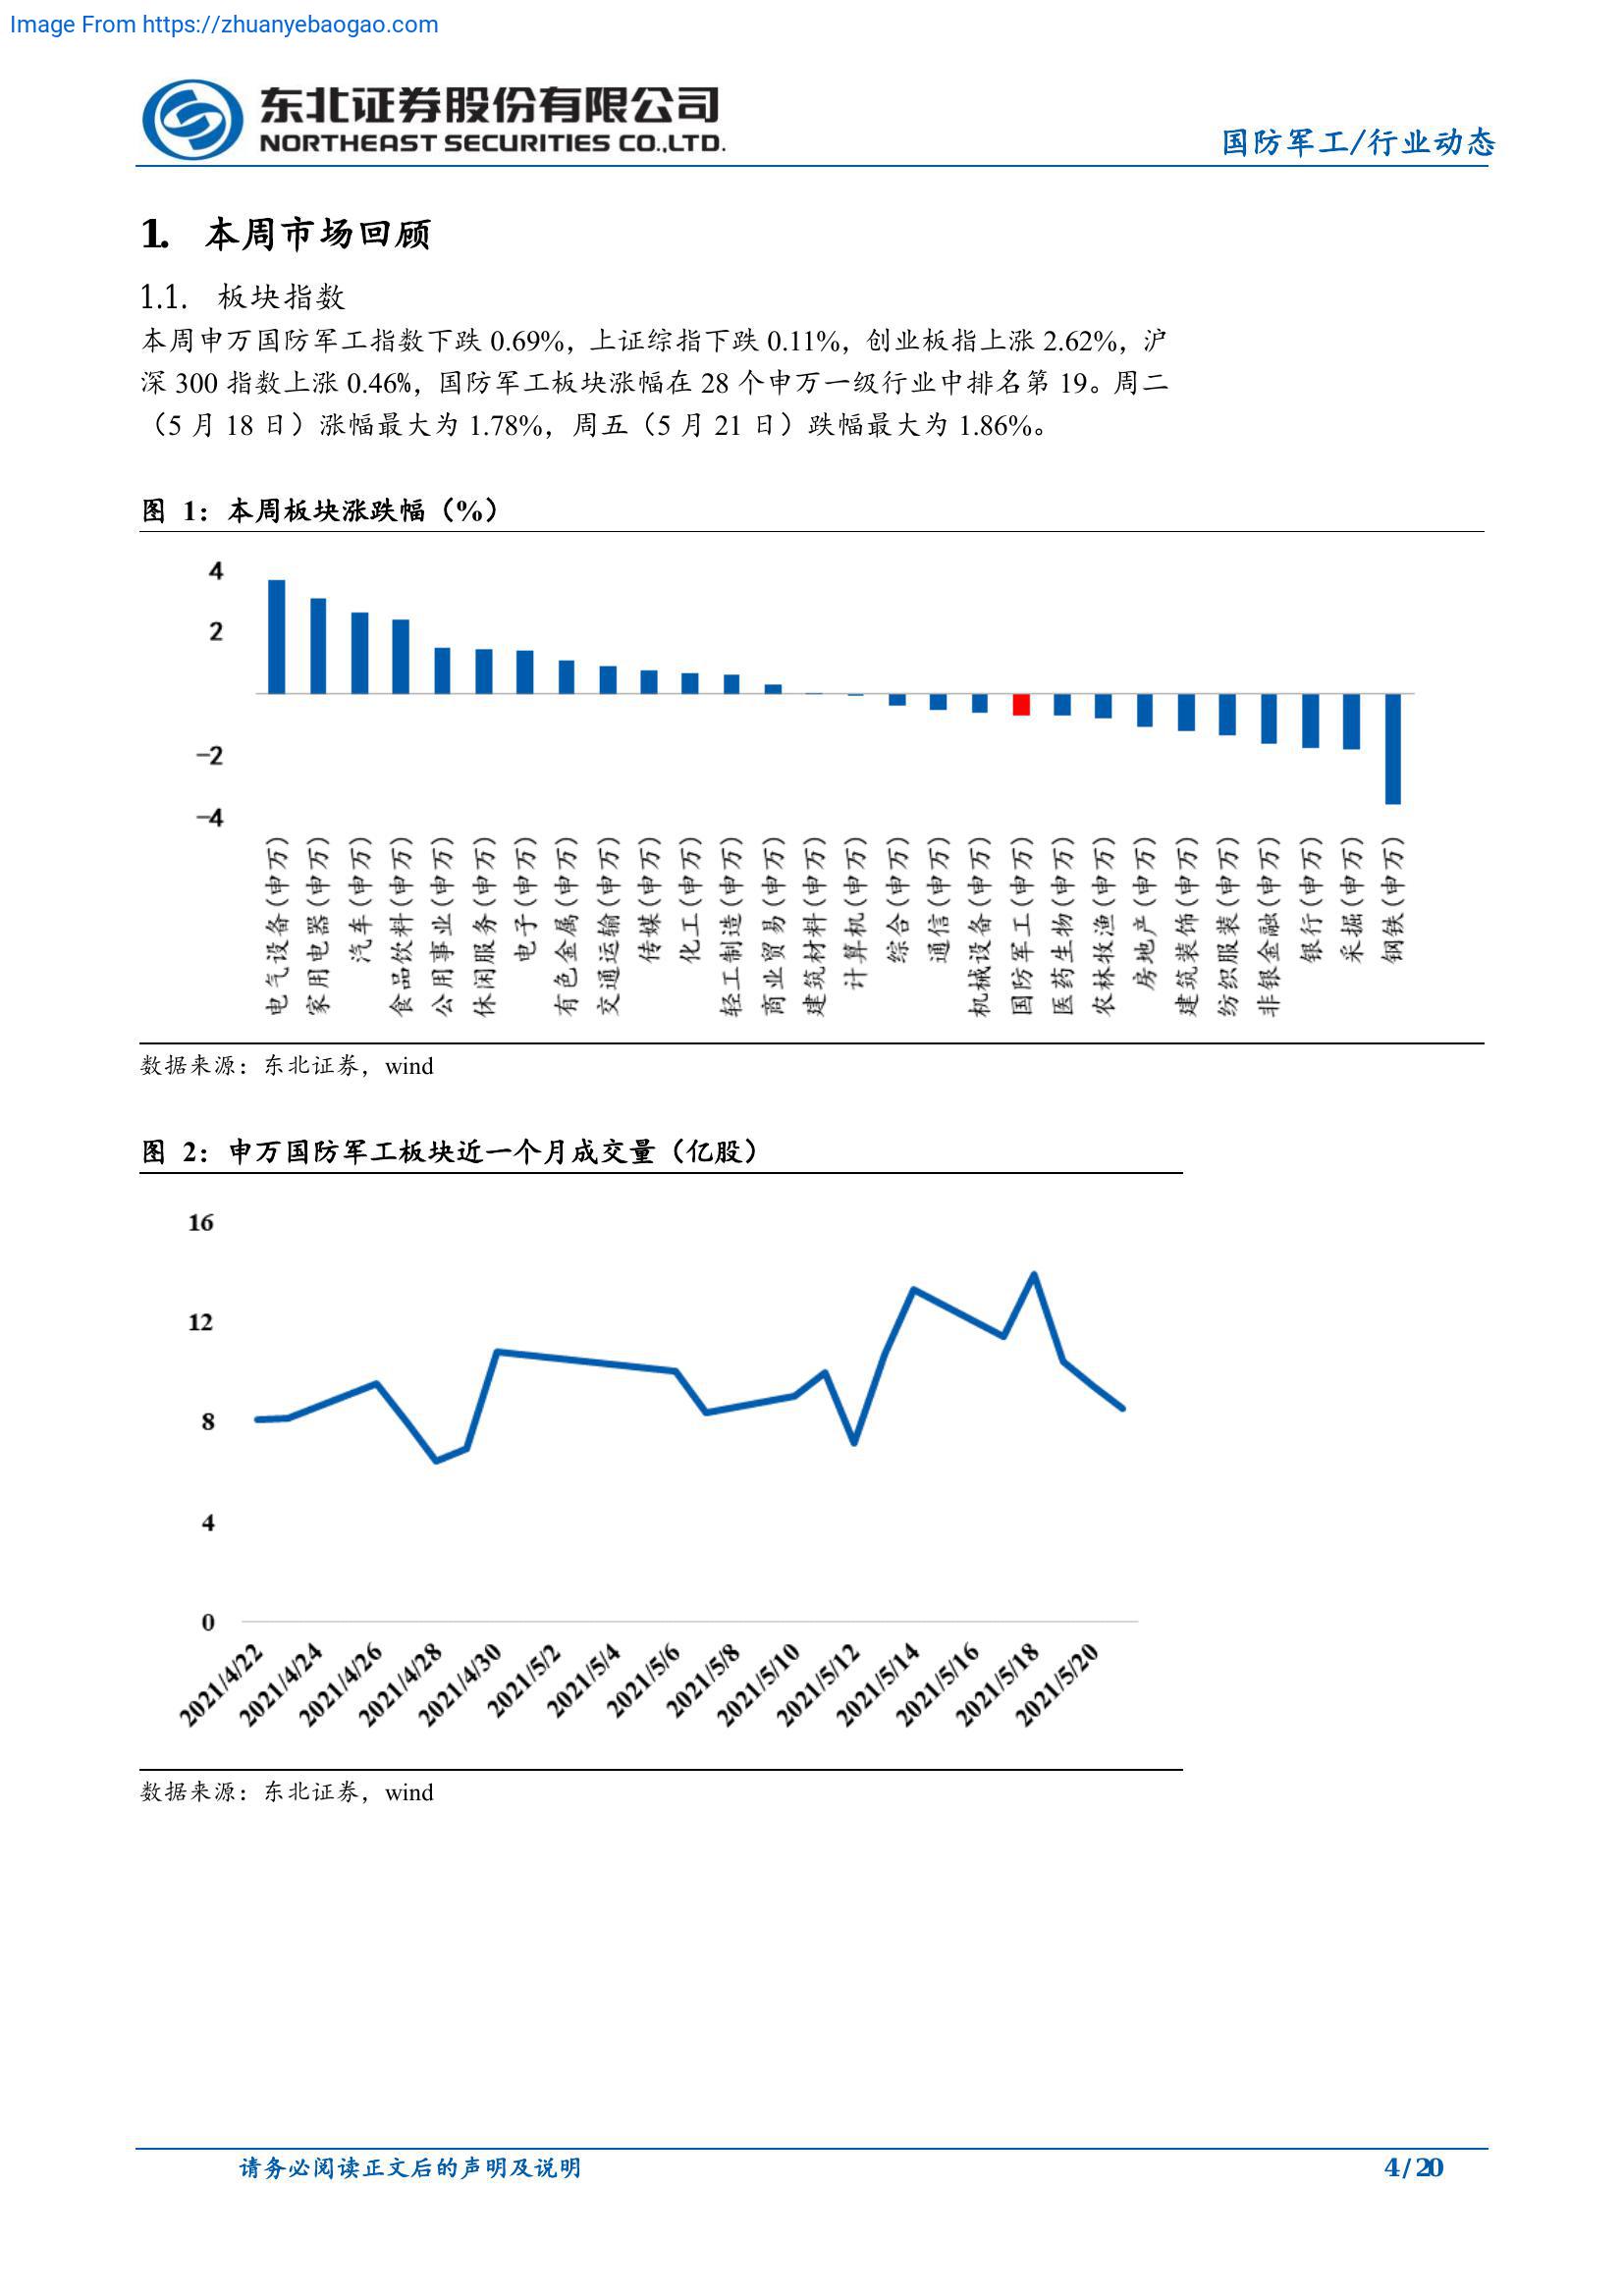 Image From https://zhuanyebaogao.com
东北证券股份有限公司
NORTHEAST SECURITIES CO.,LTD.
国防军工/行业动态
1. 本周市场回顾
1.1. 板块指数
本周申万国防军工指数下跌 0.69%，上证综指下跌 0.11%，创业板指上涨 2.62%，沪
深 300 指数上涨 0.46%，国防军工板块涨幅在 28 个申万一级行业中排名第 19。周二
（5 月 18 日）涨幅最大为 1.78%，周五（5 月 21 日）跌幅最大为 1.86%。
图 1：本周板块涨跌幅（%）
4
2
−2
−4
电气设备(申万)
家用电器(申万)
汽车(申万)
食品饮料(申万)
公用事业(申万)
休闲服务(申万)
电子(申万)
有色金属(申万)
交通运输(申万)
传媒(申万)
化工(申万)
轻工制造(申万)
商业贸易(申万)
建筑材料(申万)
计算机(申万)
综合(申万)
通信(申万)
机械设备(申万)
国防军工(申万)
医药生物(申万)
农林牧渔(申万)
房地产(申万)
建筑装饰(申万)
纺织服装(申万)
非银金融(申万)
银行(申万)
采掘(申万)
钢铁(申万)
数据来源：东北证券，wind
图 2：申万国防军工板块近一个月成交量（亿股）
16
12
8
4
0
2021/4/22
2021/4/24
2021/4/26
2021/4/28
2021/4/30
2021/5/2
2021/5/4
2021/5/6
2021/5/8
2021/5/10
2021/5/12
2021/5/14
2021/5/16
2021/5/18
2021/5/20
数据来源：东北证券，wind
请务必阅读正文后的声明及说明
4 / 20